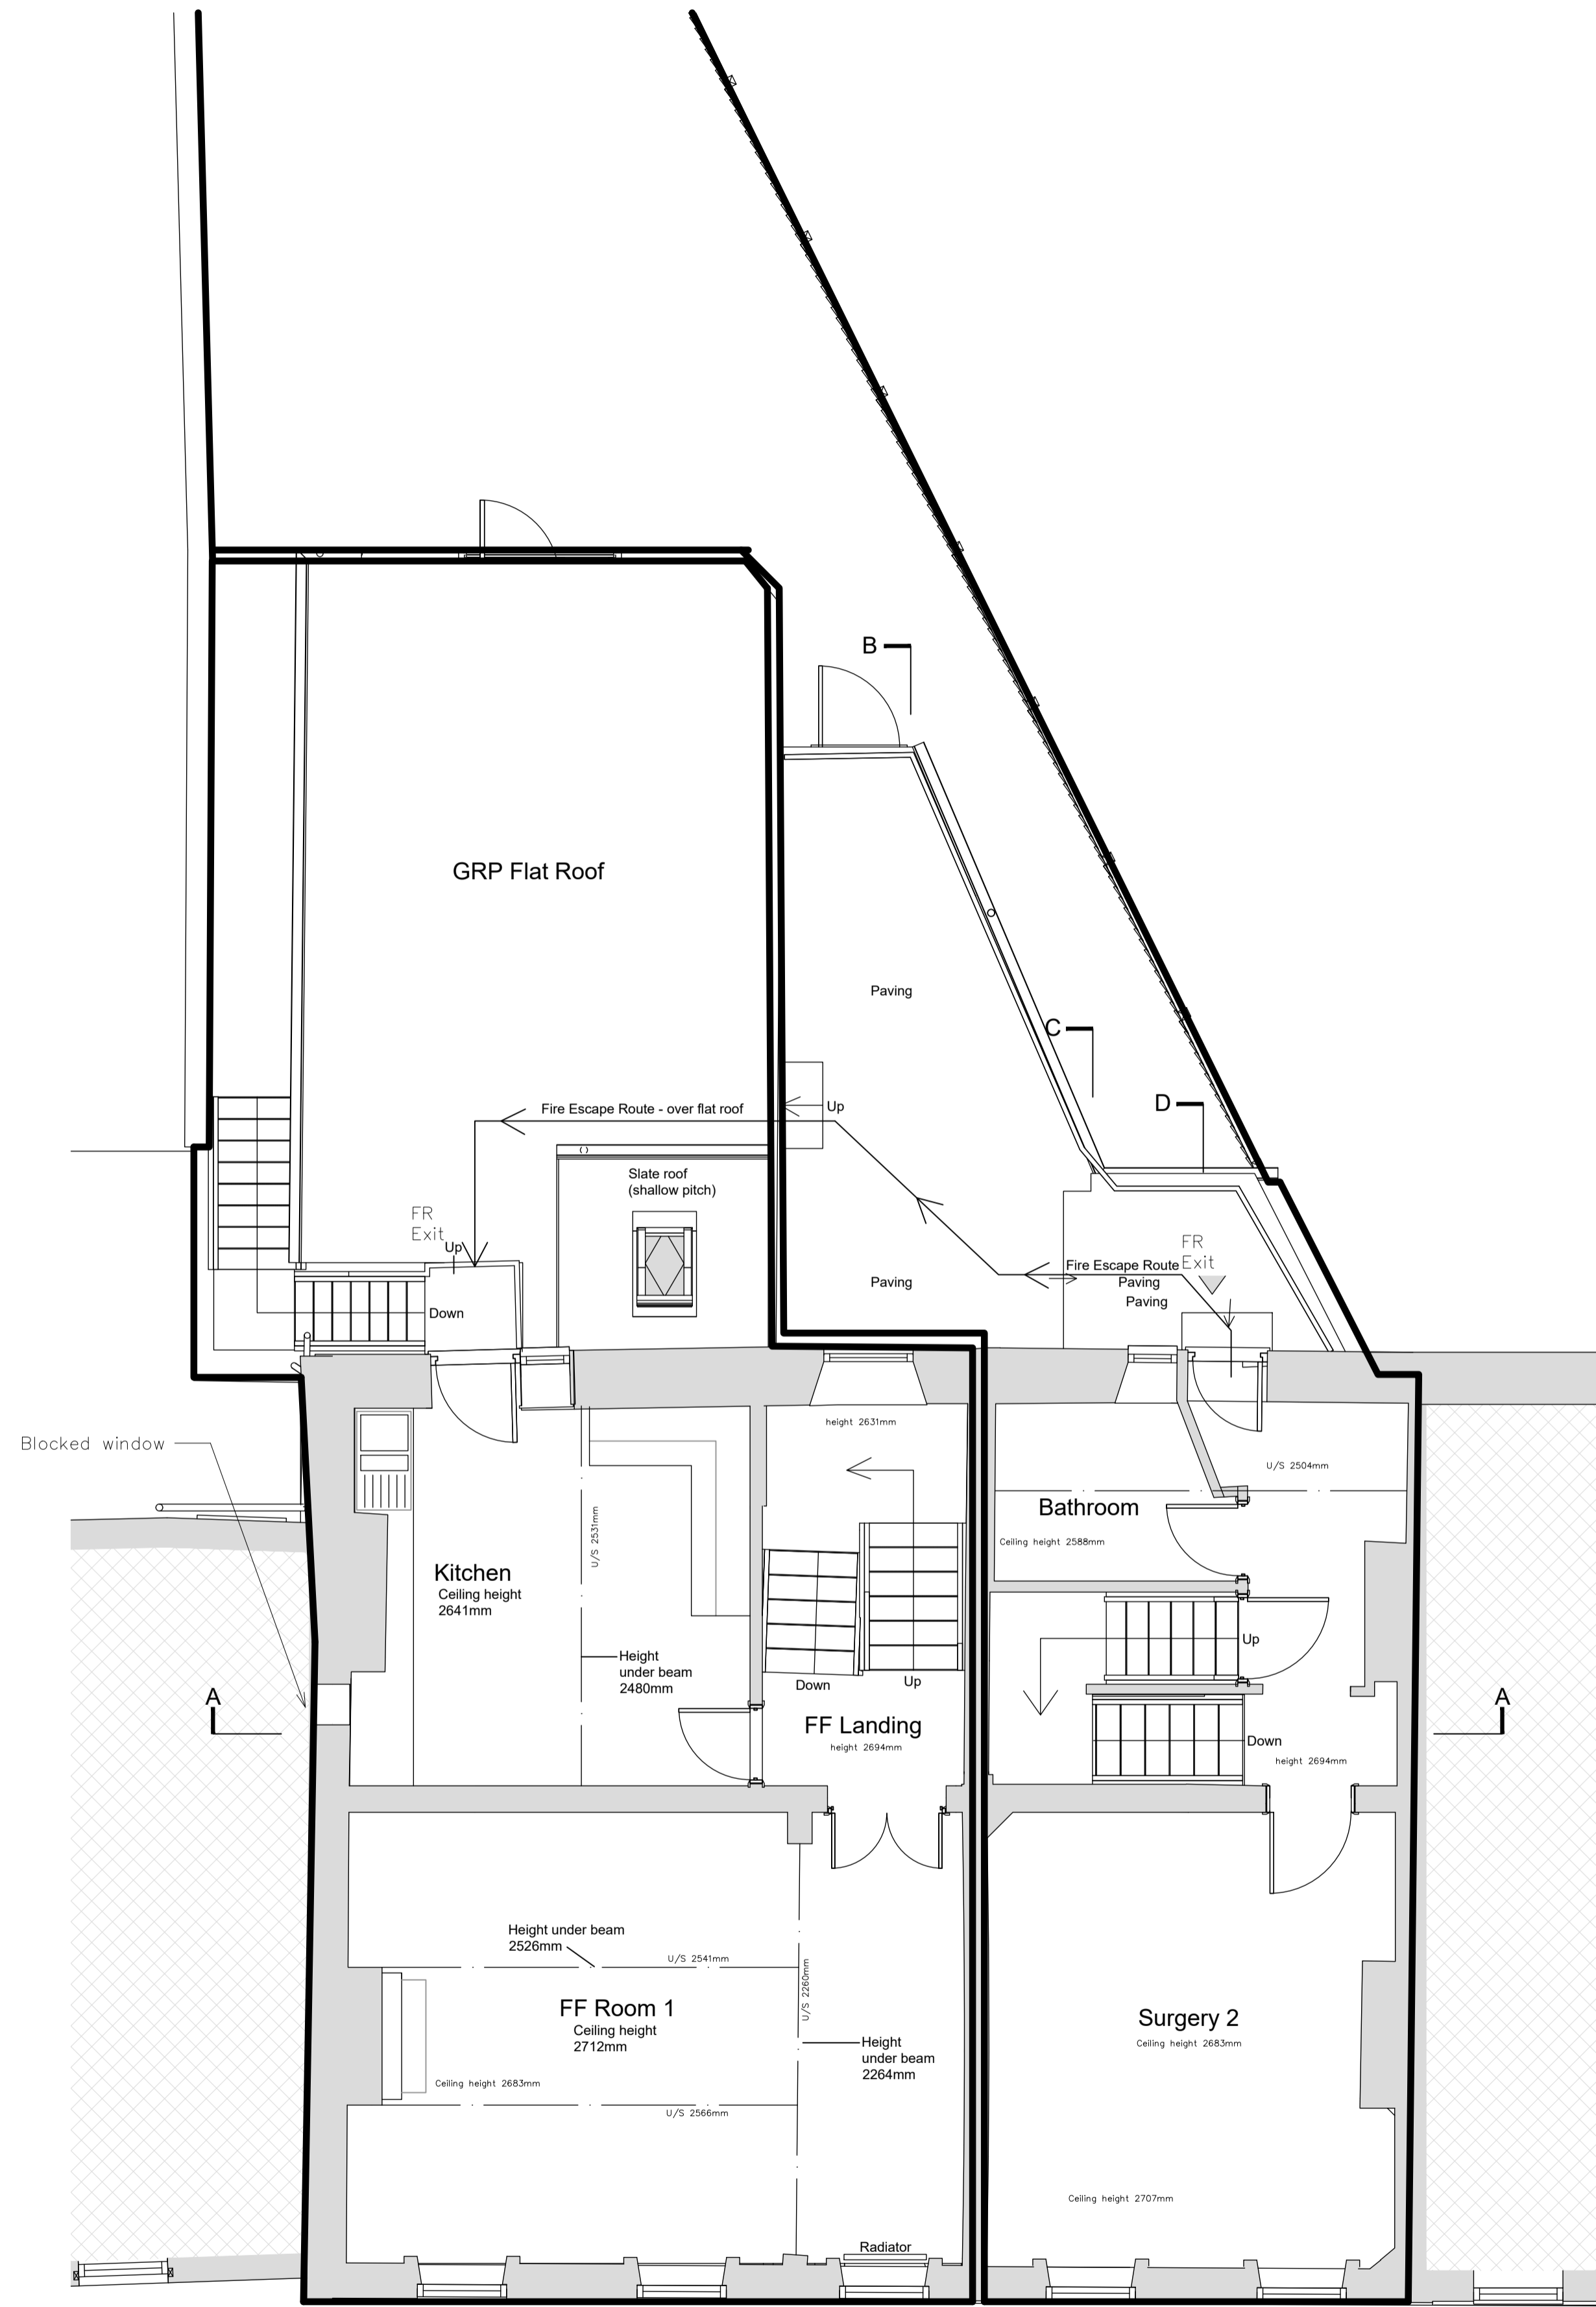 B
GRP Flat Roof
Paving
C
D
Fire Escape Route - over flat roof
Up
Slate roof
(shallow pitch)
FR
Exit
Up
FR
Exit
Fire Escape Route
Paving
Paving
Paving
Down
Blocked window
height 2631mm
U/S 2504mm
Bathroom
Ceiling height 2588mm
U/S 2531mm
Kitchen
Ceiling height
2641mm
Height
under beam
2480mm
Down
Up
Up
FF Landing
height 2694mm
Down
height 2694mm
A
A
Height under beam
2526mm
U/S 2541mm
U/S 2260mm
FF Room 1
Ceiling height
2712mm
Height
under beam
2264mm
Ceiling height 2683mm
U/S 2566mm
Surgery 2
Ceiling height 2683mm
Ceiling height 2707mm
Radiator